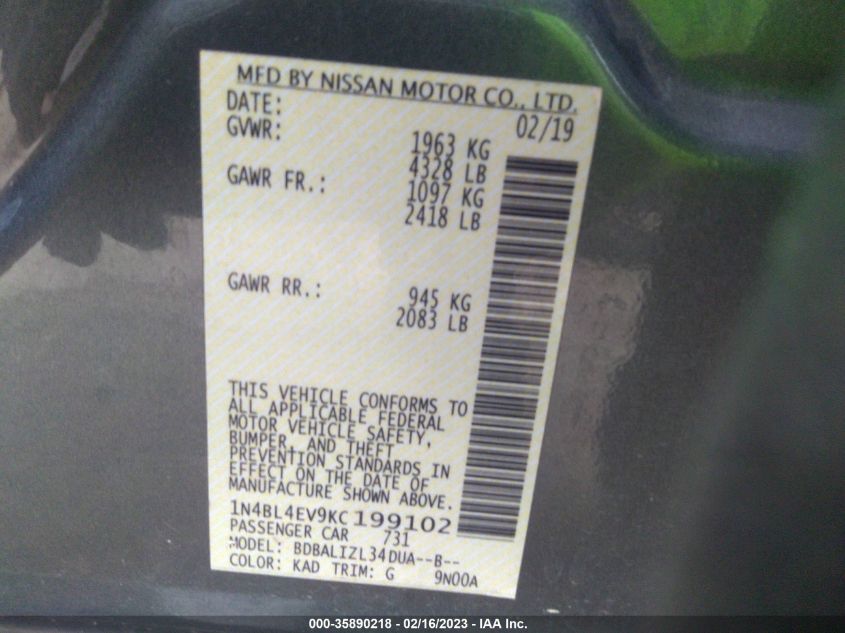 MFD BY NISSAN MOTOR CO., LTD.
DATE: 02/19
GVWR: 1963 KG
4328 LB
GAWR FR.: 1097 KG
2418 LB
GAWR RR.: 945 KG
2083 LB
THIS VEHICLE CONFORMS TO
ALL APPLICABLE FEDERAL
MOTOR VEHICLE SAFETY,
BUMPER, AND THEFT
PREVENTION STANDARDS IN
EFFECT ON THE DATE OF
MANUFACTURE SHOWN ABOVE.
1N4BL4EV9KC199102
PASSENGER CAR 731
MODEL: BDBALIZL34DUA--B--
COLOR: KAD TRIM: G 9N00A
000-35890218 - 02/16/2023 - IAA Inc.